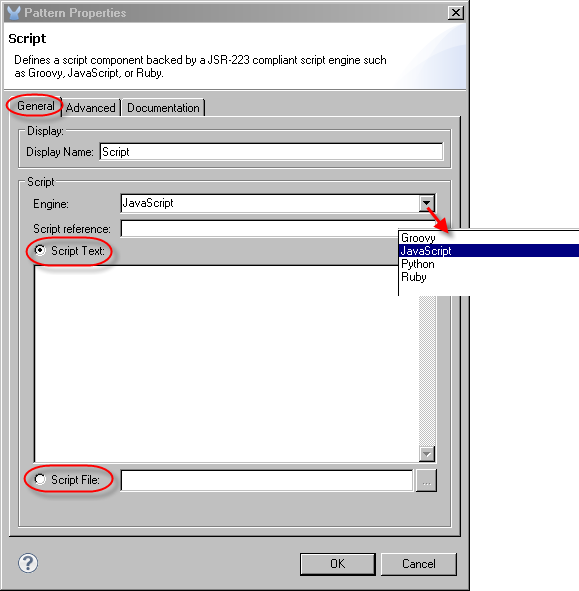 Pattern Properties
Script
Defines a script component backed by a JSR-223 compliant script engine such
as Groovy, JavaScript, or Ruby.
General Advanced Documentation
Display:
Display Name: Script
Script
Engine: JavaScript
Script reference:
Groovy
JavaScript
Python
Ruby
Script Text:
Script File: ...
? OK Cancel